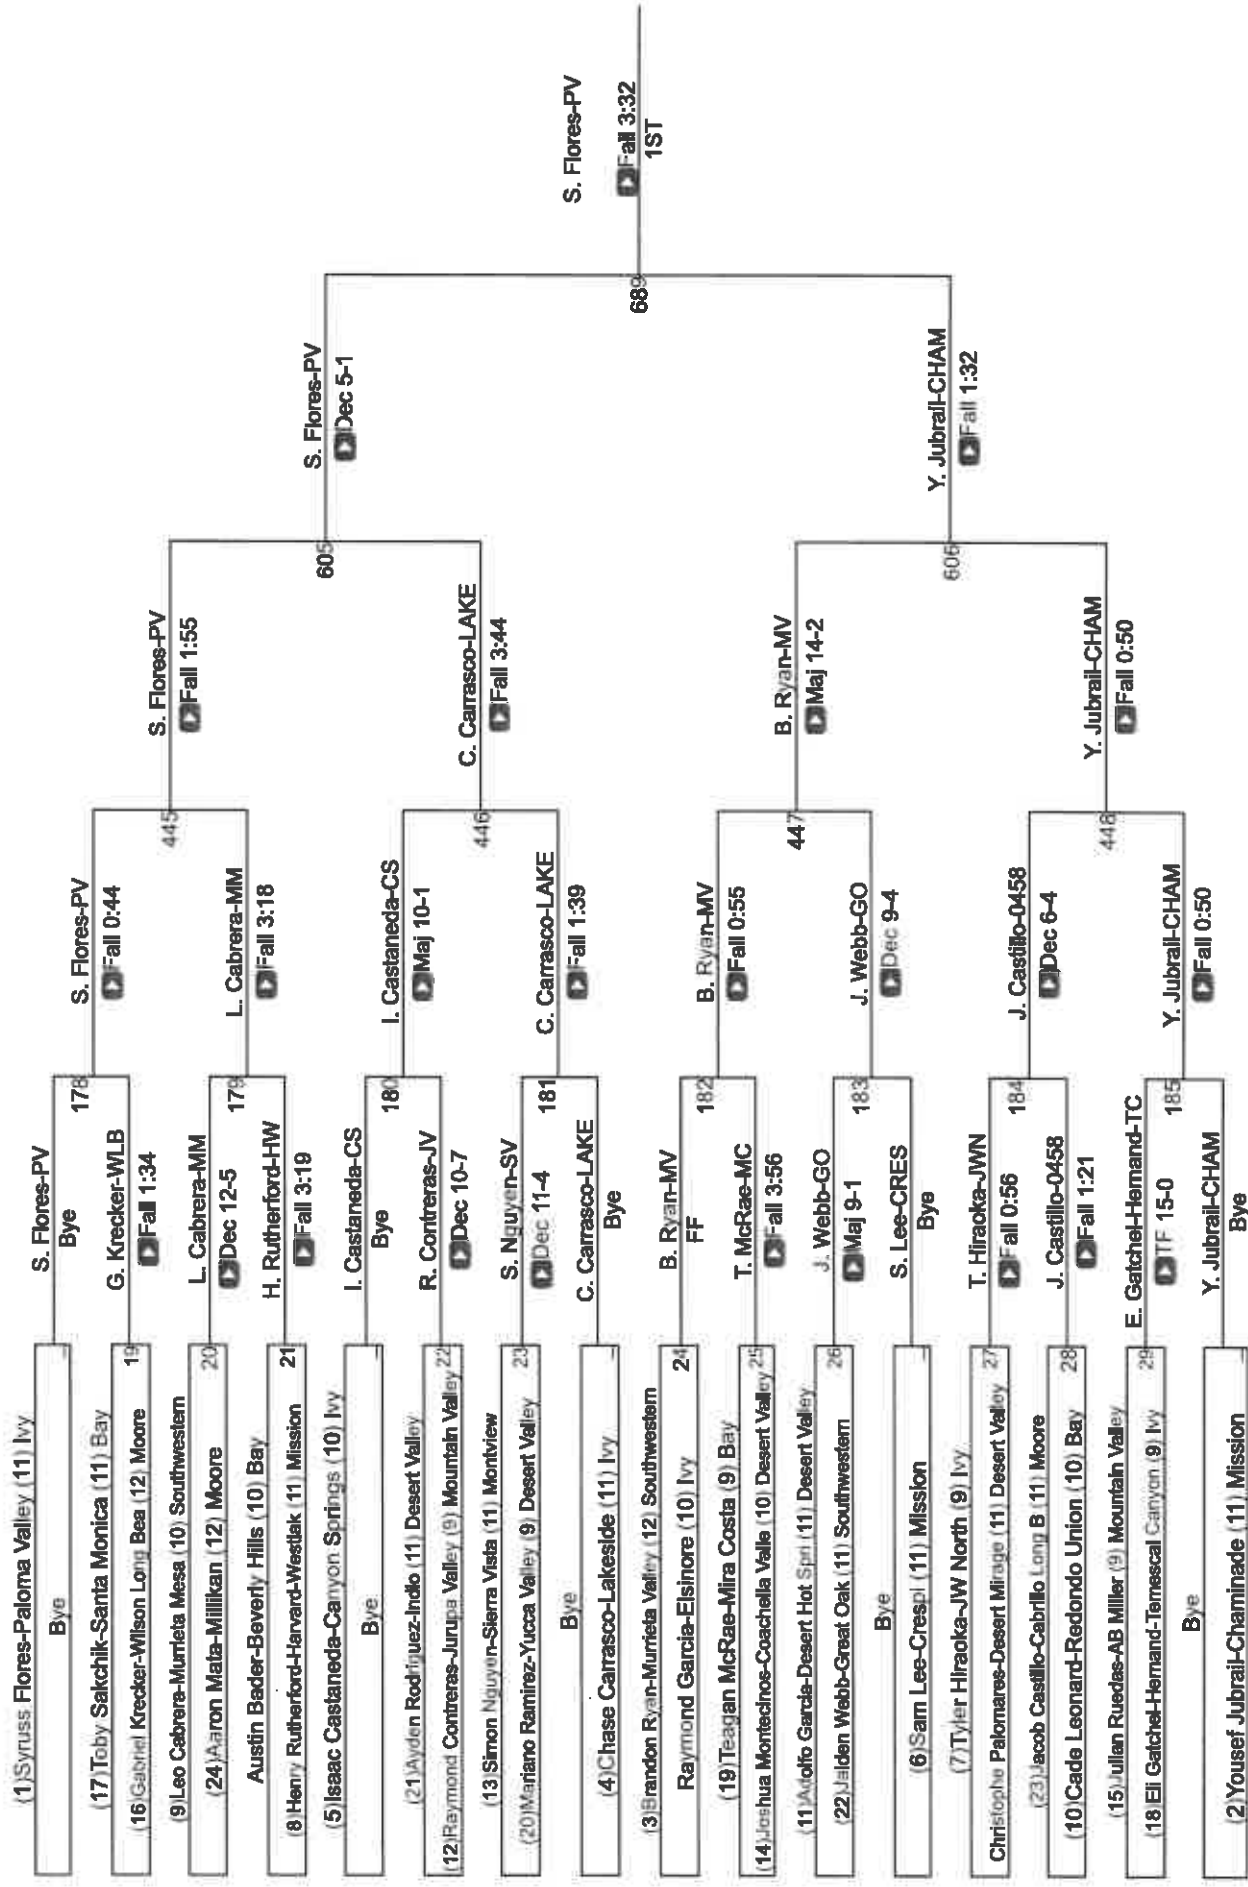 (1)Syruss Flores-Paloma Valley (11) Ivy
Bye
(17)Toby Sakchik-Santa Monica (11) Bay
(16)Gabriel Krecker-Wilson Long Bea (12) Moore
19
(9)Leo Cabrera-Murrieta Mesa (10) Southwestern
(24)Aaron Mata-Millikan (12) Moore
20
Austin Bader-Beverly Hills (10) Bay
(8)Henry Rutherford-Harvard-Westlak (11) Mission
21
(5)Isaac Castaneda-Canyon Springs (10) Ivy
Bye
(21)Ayden Rodriguez-Indio (11) Desert Valley
(12)Raymond Contreras-Jurupa Valley (9) Mountain Valley
22
(13)Simon Nguyen-Sierra Vista (11) Montview
(20)Mariano Ramirez-Yucca Valley (9) Desert Valley
23
Bye
(4)Chase Carrasco-Lakeside (11) Ivy
(3)Brandon Ryan-Murrieta Valley (12) Southwestern
Raymond Garcia-Elsinore (10) Ivy
24
(19)Teagan McRae-Mira Costa (9) Bay
(14)Joshua Montecinos-Coachella Valle (10) Desert Valley
25
(11)Adolfo Garcia-Desert Hot Spri (11) Desert Valley
(22)Jaiden Webb-Great Oak (11) Southwestern
26
Bye
(6)Sam Lee-Crespi (11) Mission
(7)Tyler Hiraoka-JW North (9) Ivy
Christophe Palomares-Desert Mirage (11) Desert Valley
27
(23)Jacob Castillo-Cabrillo Long B (11) Moore
(10)Cade Leonard-Redondo Union (10) Bay
28
(15)Julian Ruedas-AB Miller (9) Mountain Valley
(18)Eli Gatchel-Hernand-Temescal Canyon (9) Ivy
29
Bye
(2)Yousef Jubrail-Chaminade (11) Mission
S. Flores-PV
Bye
178
G. Krecker-WLB
Fall 1:34
L. Cabrera-MM
Dec 12-5
179
H. Rutherford-HW
Fall 3:19
I. Castaneda-CS
Bye
180
R. Contreras-JV
Dec 10-7
S. Nguyen-SV
Dec 11-4
181
C. Carrasco-LAKE
Bye
B. Ryan-MV
FF
182
T. McRae-MC
Fall 3:56
J. Webb-GO
Maj 9-1
183
S. Lee-CRES
Bye
T. Hiraoka-JWN
Fall 0:56
184
J. Castillo-0458
Fall 1:21
E. Gatchel-Hernand-TC
TF 15-0
185
Y. Jubrail-CHAM
Bye
S. Flores-PV
Fall 0:44
445
L. Cabrera-MM
Fall 3:18
I. Castaneda-CS
Maj 10-1
446
C. Carrasco-LAKE
Fall 1:39
B. Ryan-MV
Fall 0:55
447
J. Webb-GO
Dec 9-4
J. Castillo-0458
Dec 6-4
448
Y. Jubrail-CHAM
Fall 0:50
S. Flores-PV
Fall 1:55
605
C. Carrasco-LAKE
Fall 3:44
B. Ryan-MV
Maj 14-2
606
Y. Jubrail-CHAM
Fall 0:50
S. Flores-PV
Dec 5-1
689
Y. Jubrail-CHAM
Fall 1:32
S. Flores-PV
Fall 3:32
1ST